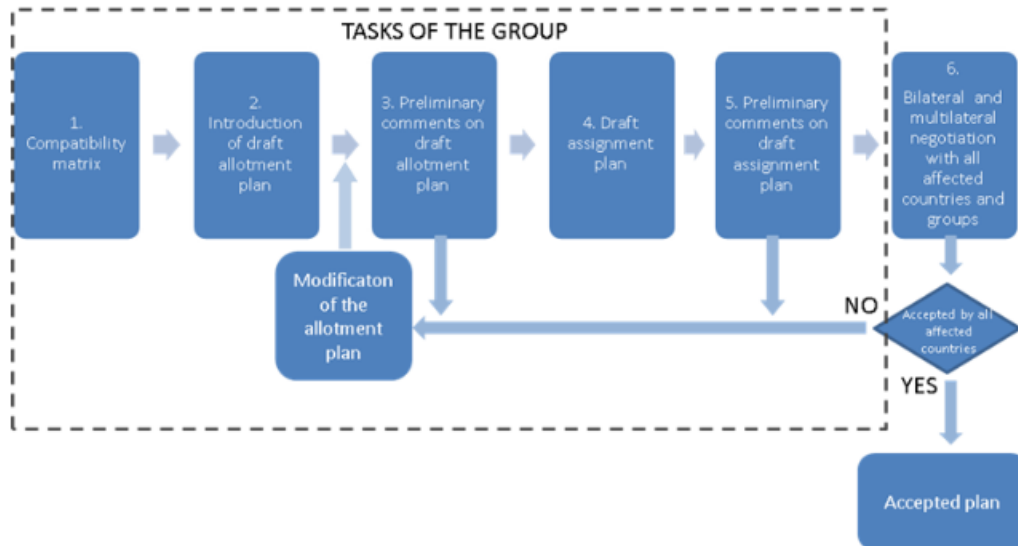 TASKS OF THE GROUP
1.
Compatibility
matrix
2.
Introduction
of draft
allotment
plan
3. Preliminary
comments on
draft
allotment
plan
4. Draft
assignment
plan
5. Preliminary
comments on
draft
assignment
plan
6.
Bilateral and
multilateral
negotiation
with all
affected
countries and
groups
Modificaton
of the
allotment
plan
NO
Accepted by all
affected
countries
YES
Accepted plan